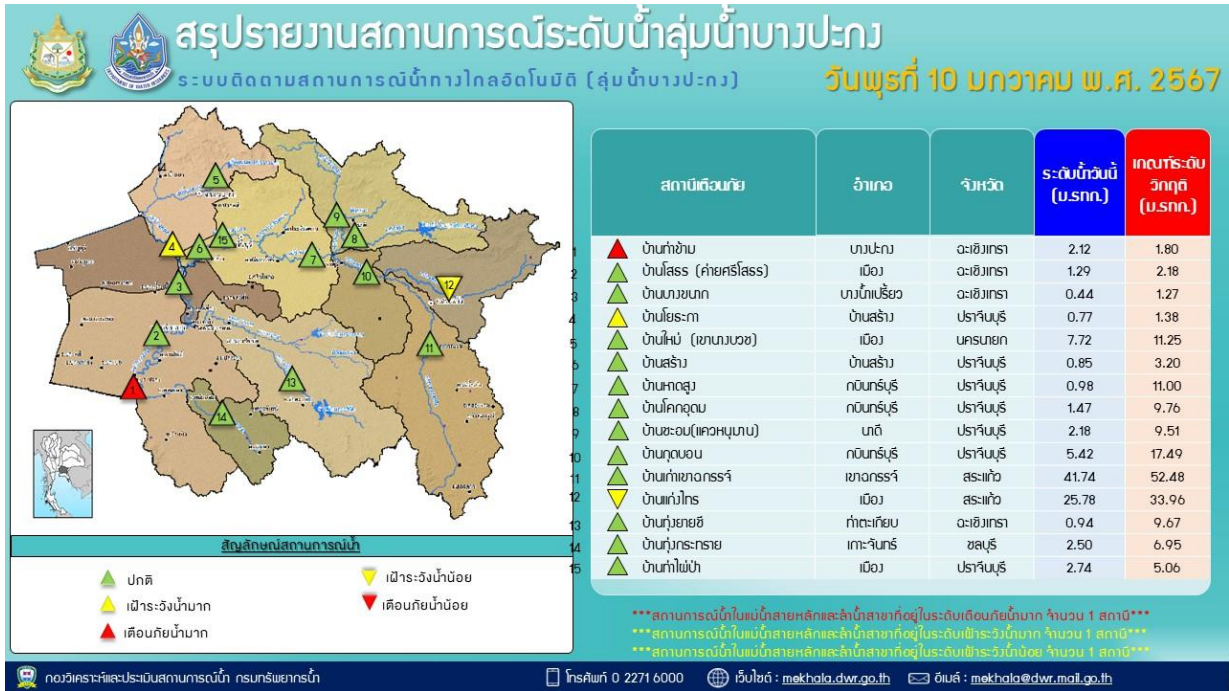 สรุปรายงานสถานการณ์ระดับน้ำลุ่มน้ำบางปะกง
ระบบติดตามสถานการณ์น้ำทางไกลอัตโนมัติ (ลุ่มน้ำบางปะกง)
วันพุธที่ 10 มกราคม พ.ศ. 2567
สถานีเตือนภัย อำเภอ จังหวัด ระดับน้ำวันนี้ (ม.รทก.) เกณฑ์ระดับวิกฤติ (ม.รทก.)
1 บ้านท่าข้าม บางปะกง ฉะเชิงเทรา 2.12 1.80
2 บ้านโสธร (ค่ายศรีโสธร) เมือง ฉะเชิงเทรา 1.29 2.18
3 บ้านบางขนาก บางน้ำเปรี้ยว ฉะเชิงเทรา 0.44 1.27
4 บ้านโยธะกา บ้านสร้าง ปราจีนบุรี 0.77 1.38
5 บ้านใหม่ (เขานางบวช) เมือง นครนายก 7.72 11.25
6 บ้านสร้าง บ้านสร้าง ปราจีนบุรี 0.85 3.20
7 บ้านหาดสูง กบินทร์บุรี ปราจีนบุรี 0.98 11.00
8 บ้านโคกอุดม กบินทร์บุรี ปราจีนบุรี 1.47 9.76
9 บ้านชะอม(แควหนุมาน) นาดี ปราจีนบุรี 2.18 9.51
10 บ้านกุดบอน กบินทร์บุรี ปราจีนบุรี 5.42 17.49
11 บ้านเก่าเขาฉกรรจ์ เขาฉกรรจ์ สระแก้ว 41.74 52.48
12 บ้านแก่งไทร เมือง สระแก้ว 25.78 33.96
13 บ้านทุ่งยายชี ท่าตะเกียบ ฉะเชิงเทรา 0.94 9.67
14 บ้านทุ่งกระทราย เกาะจันทร์ ชลบุรี 2.50 6.95
15 บ้านท่าไผ่ป่า เมือง ปราจีนบุรี 2.74 5.06
5
9
4
6
15
8
7
3
10
12
2
11
13
1
14
สัญลักษณ์สถานการณ์น้ำ
ปกติ
เฝ้าระวังน้ำน้อย
เฝ้าระวังน้ำมาก
เตือนภัยน้ำน้อย
เตือนภัยน้ำมาก
***สถานการณ์น้ำในแม่น้ำสายหลักและลำน้ำสาขาที่อยู่ในระดับเตือนภัยน้ำมาก จำนวน 1 สถานี***
***สถานการณ์น้ำในแม่น้ำสายหลักและลำน้ำสาขาที่อยู่ในระดับเฝ้าระวังน้ำมาก จำนวน 1 สถานี***
***สถานการณ์น้ำในแม่น้ำสายหลักและลำน้ำสาขาที่อยู่ในระดับเฝ้าระวังน้ำน้อย จำนวน 1 สถานี***
กองวิเคราะห์และประเมินสถานการณ์น้ำ กรมทรัพยากรน้ำ โทรศัพท์ 0 2271 6000 เว็บไซต์ : mekhala.dwr.go.th อีเมล์ : mekhala@dwr.mail.go.th